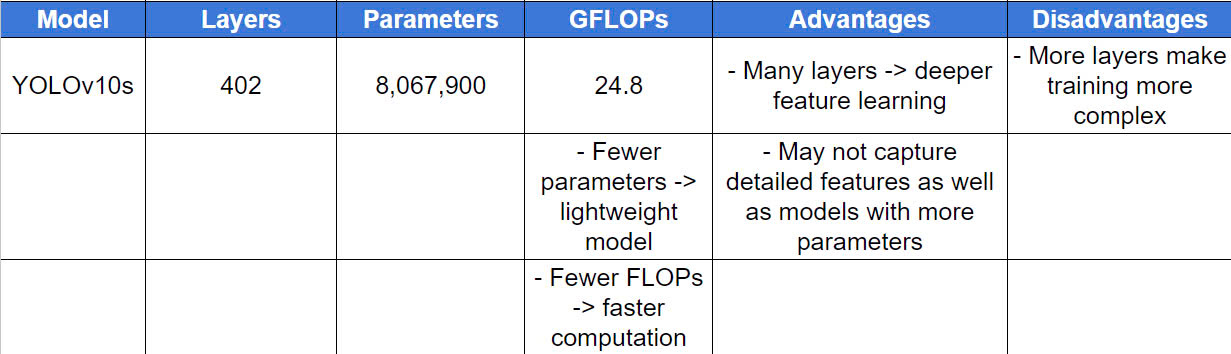 Model Layers Parameters GFLOPs Advantages Disadvantages
YOLOv10s 402 8,067,900 24.8
- Many layers -> deeper
feature learning
- More layers make
training more
complex
- Fewer
parameters ->
lightweight
model
- May not capture
detailed features as well
as models with more
parameters
- Fewer FLOPs
-> faster
computation